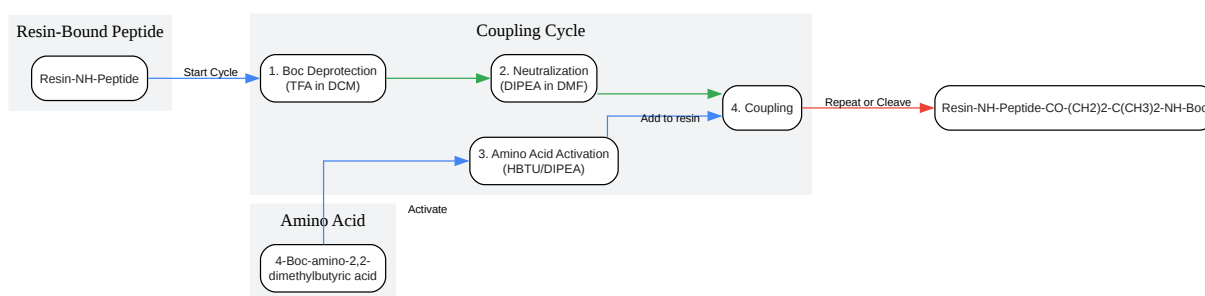 Resin-Bound Peptide
Resin-NH-Peptide
Start Cycle
Coupling Cycle
1. Boc Deprotection
(TFA in DCM)
2. Neutralization
(DIPEA in DMF)
3. Amino Acid Activation
(HBTU/DIPEA)
Add to resin
4. Coupling
Repeat or Cleave
Resin-NH-Peptide-CO-(CH2)2-C(CH3)2-NH-Boc
Activate
Amino Acid
4-Boc-amino-2,2-
dimethylbutyric acid